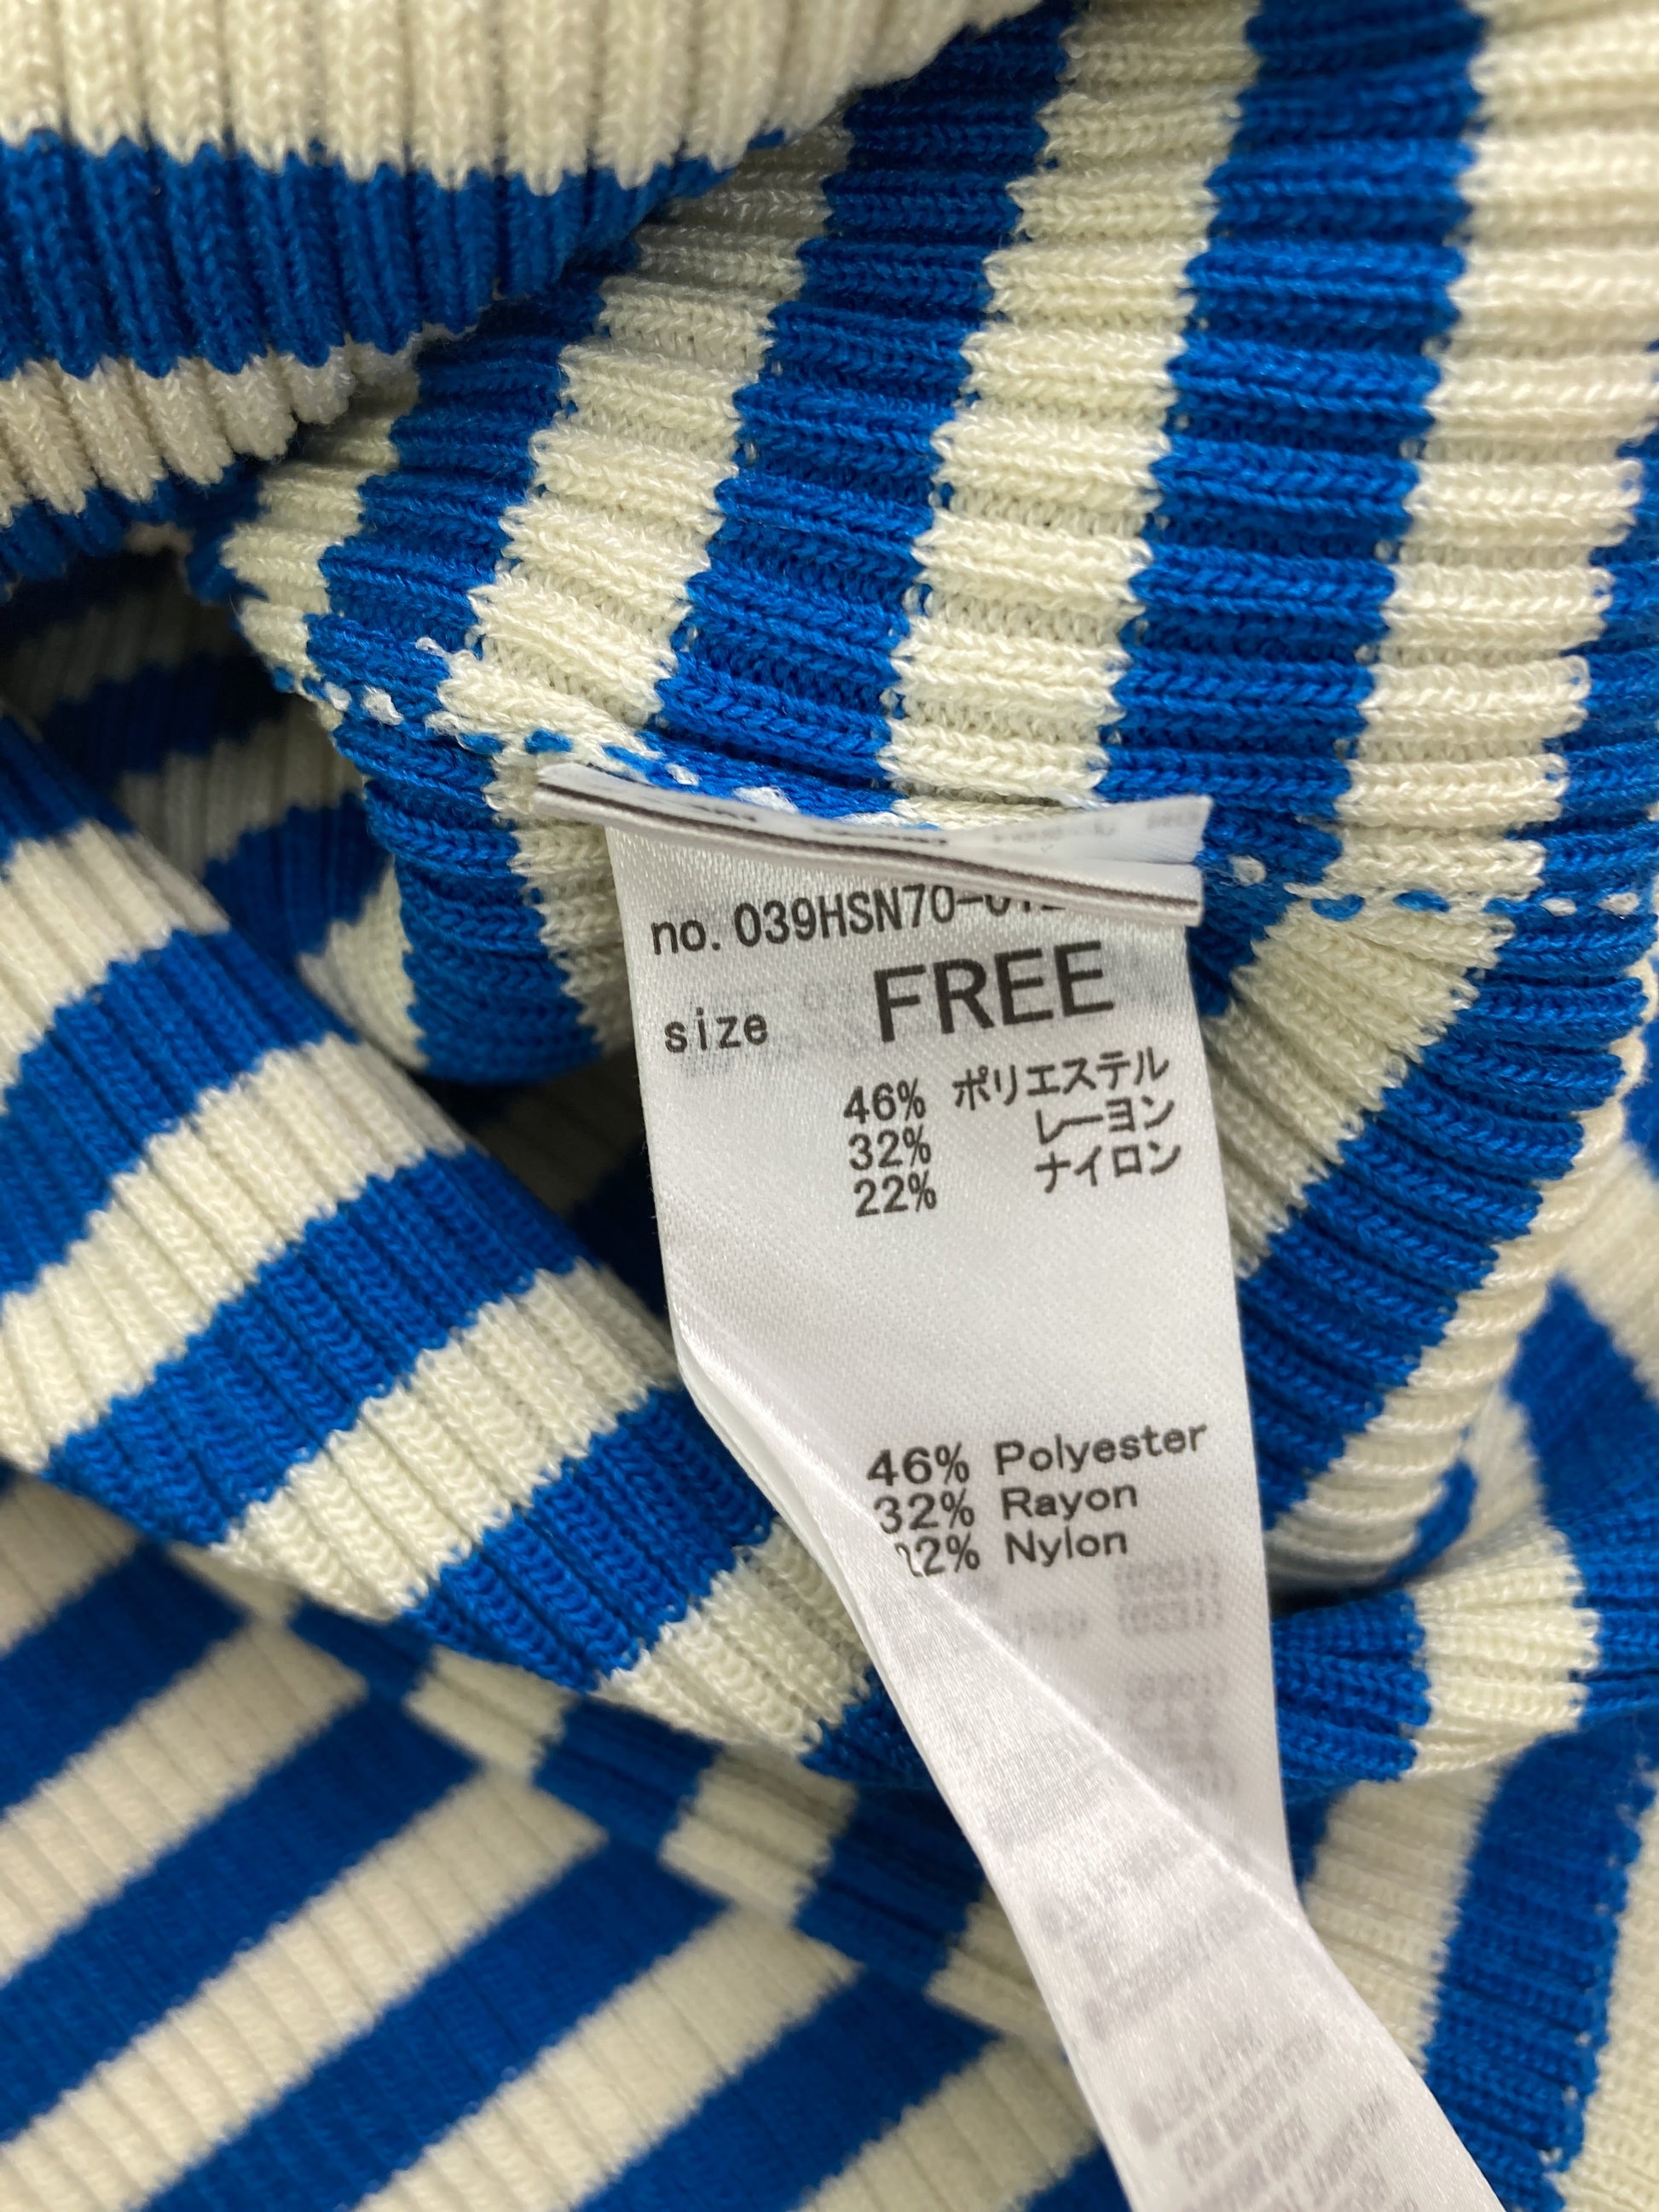 no. 039HSN70-
size FREE
46% ポリエステル
32% レーヨン
22% ナイロン
46% Polyester
32% Rayon
22% Nylon